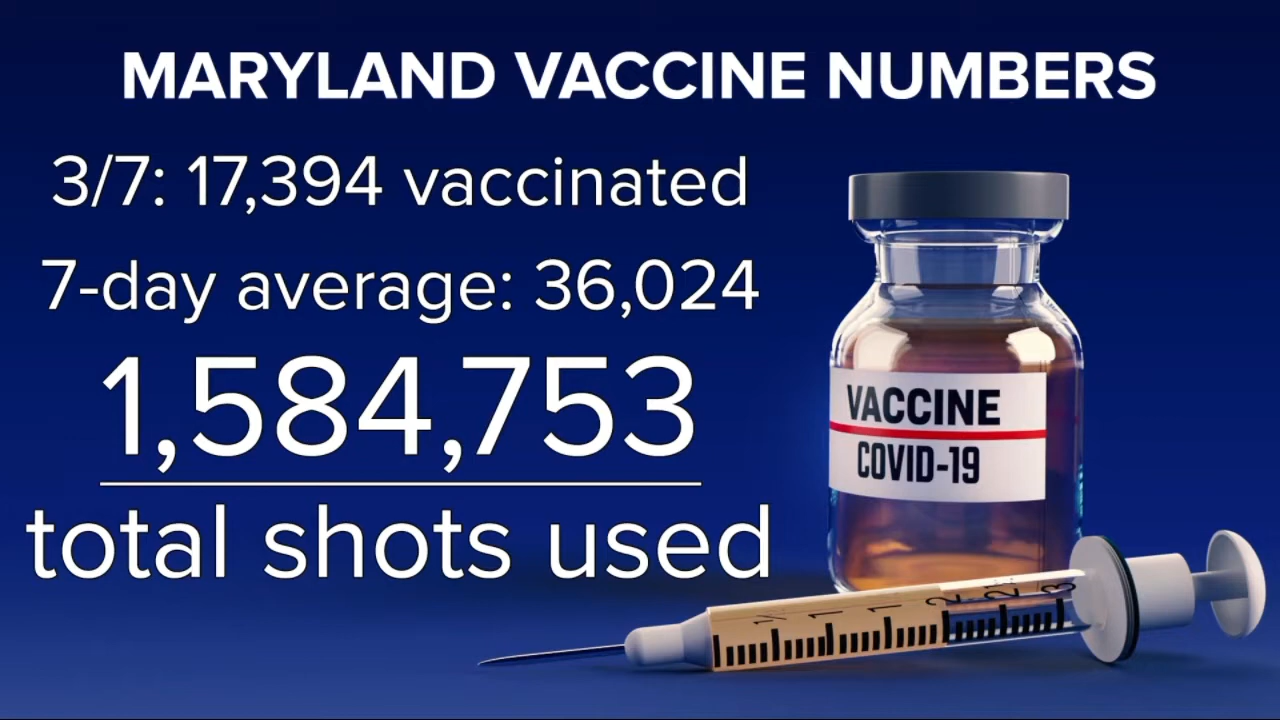 MARYLAND VACCINE NUMBERS
3/7: 17,394 vaccinated
7-day average: 36,024
1,584,753
total shots used
VACCINE
COVID-19